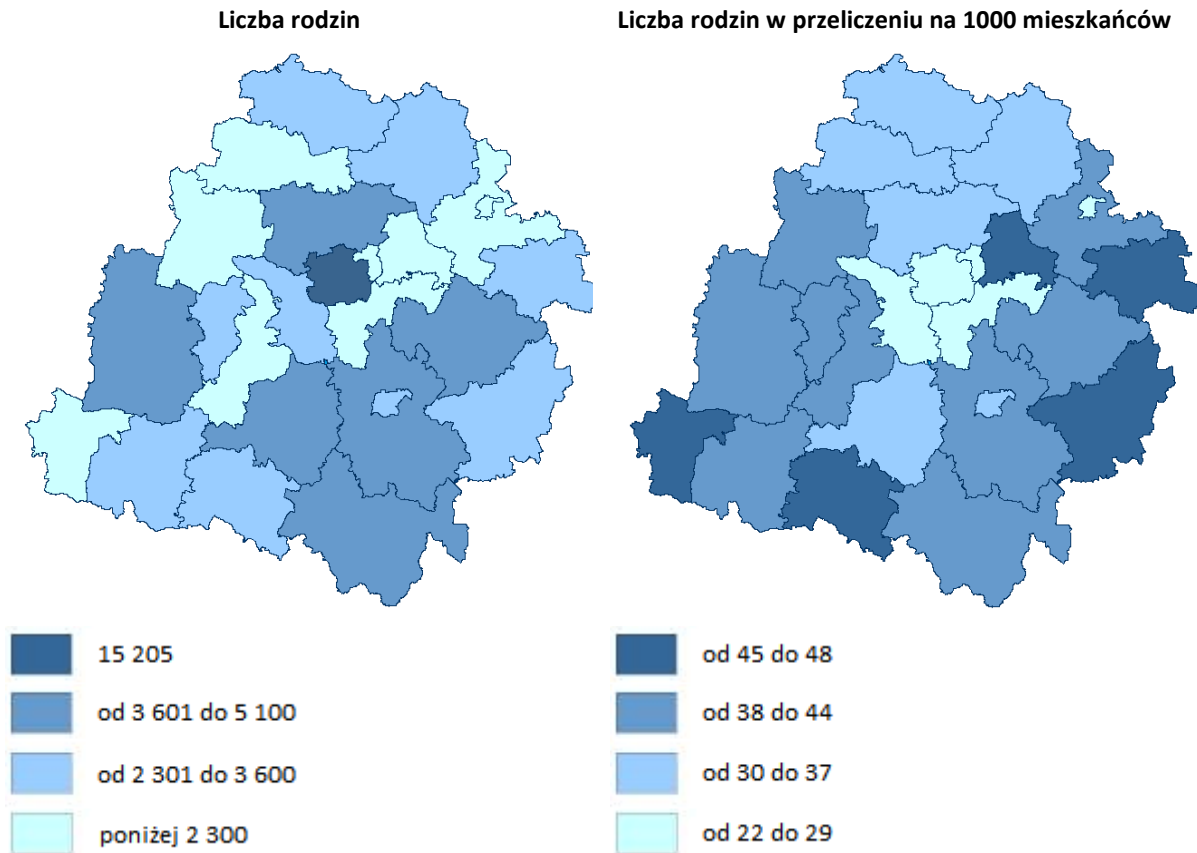 Liczba rodzin
Liczba rodzin w przeliczeniu na 1000 mieszkańców
15 205
od 3 601 do 5 100
od 2 301 do 3 600
poniżej 2 300
od 45 do 48
od 38 do 44
od 30 do 37
od 22 do 29